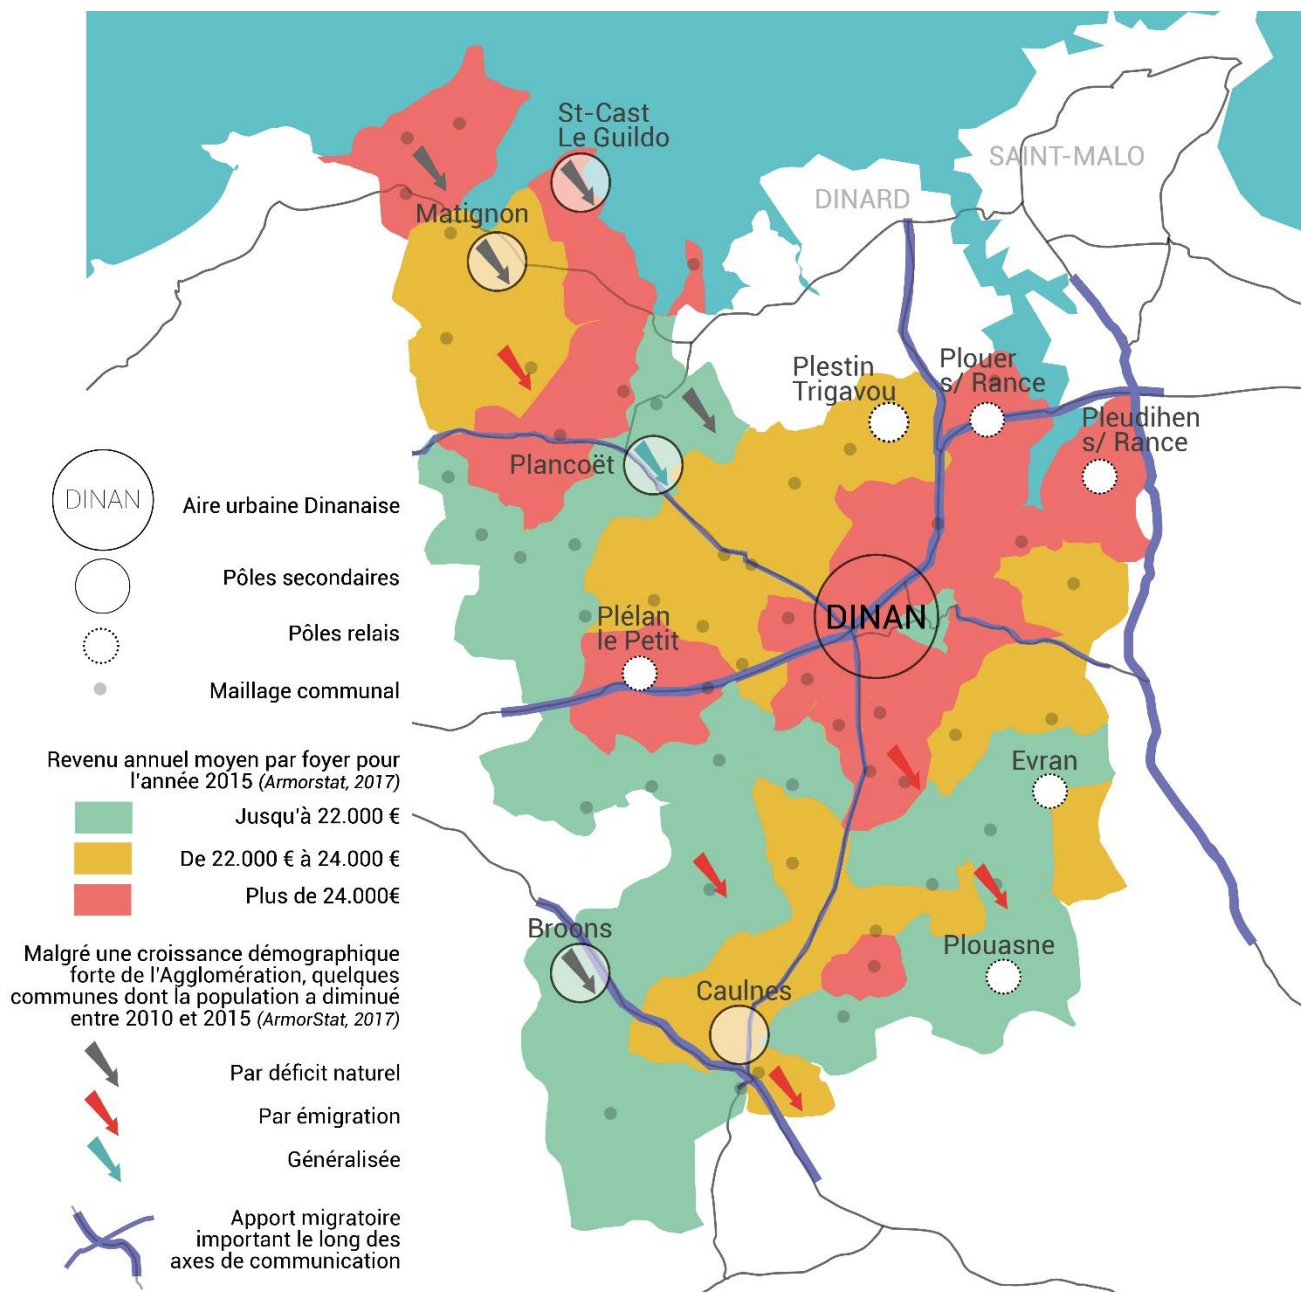 St-Cast
Le Guildo
SAINT-MALO
DINARD
Matignon
Plestin
Trigavou
Plouer
s/ Rance
Pleudihen
s/ Rance
Plancoët
DINAN
Plélan
le Petit
Evran
Broons
Plouasne
Caulnes
DINAN
Aire urbaine Dinanaise
Pôles secondaires
Pôles relais
Maillage communal
Revenu annuel moyen par foyer pour
l'année 2015 (Armorstat, 2017)
Jusqu'à 22.000 €
De 22.000 € à 24.000 €
Plus de 24.000€
Malgré une croissance démographique
forte de l'Agglomération, quelques
communes dont la population a diminué
entre 2010 et 2015 (ArmorStat, 2017)
Par déficit naturel
Par émigration
Généralisée
Apport migratoire
important le long des
axes de communication